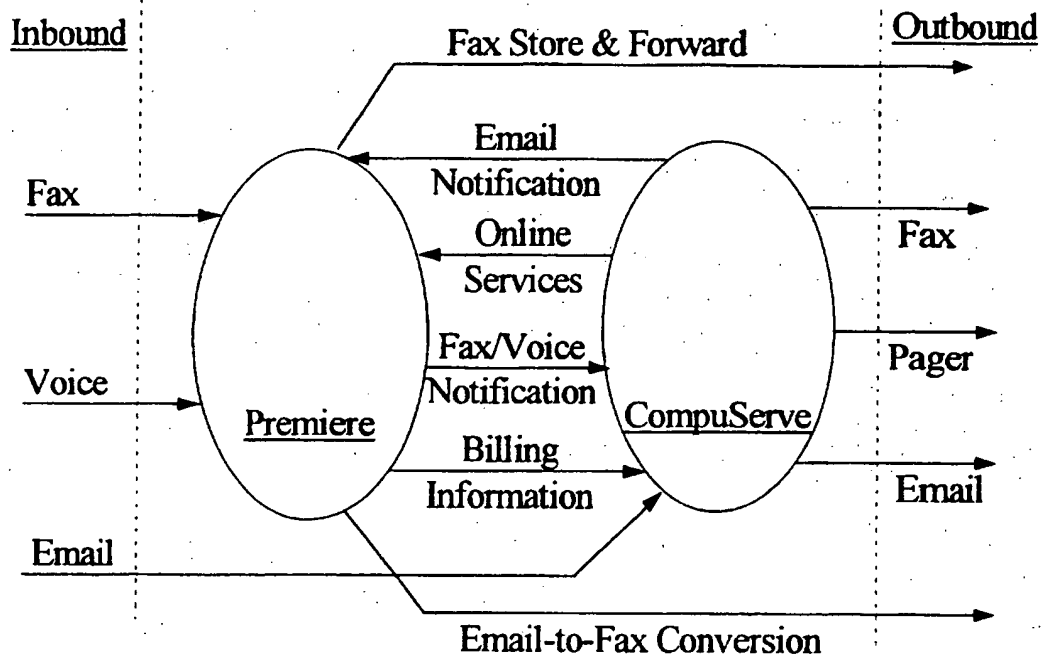 Inbound
Outbound
Fax Store & Forward
Email
Notification
Fax
Fax
Online
Services
Pager
Fax/Voice
Notification
Voice
Premiere
CompuServe
Billing
Information
Email
Email
Email-to-Fax Conversion